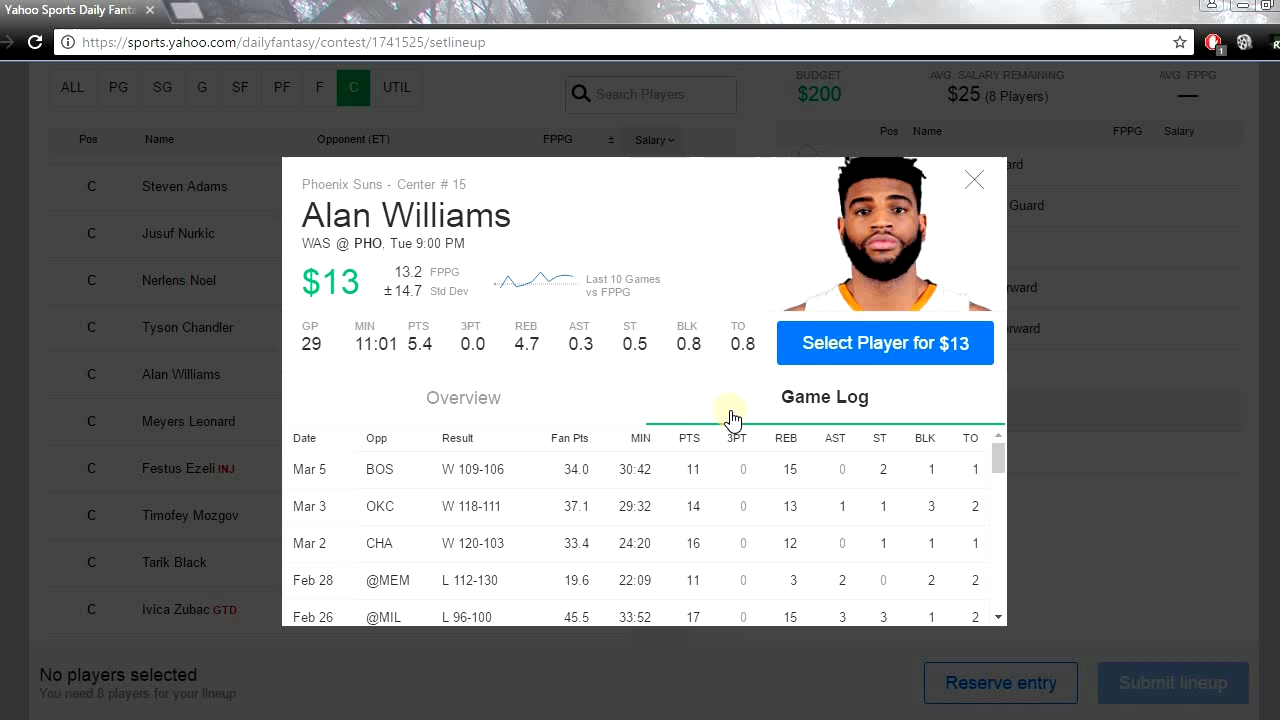 Yahoo Sports Daily Fanta
https://sports.yahoo.com/dailyfantasy/contest/1741525/setlineup
1
ALL PG SG G SF PF F C UTIL
Search Players
BUDGET
$200
AVG. SALARY REMAINING
$25 (8 Players)
AVG. FPPG
—
Pos Name Opponent (ET) FPPG ± Salary
Pos Name FPPG Salary
C Steven Adams
C Jusuf Nurkic
C Nerlens Noel
C Tyson Chandler
C Alan Williams
C Meyers Leonard
C Festus Ezeli INJ
C Timofey Mozgov
C Tarik Black
C Ivica Zubac GTD
ard
Guard
ward
orward
Phoenix Suns - Center # 15
Alan Williams
WAS @ PHO, Tue 9:00 PM
$13
13.2 FPPG
±14.7 Std Dev
Last 10 Games
vs FPPG
GP MIN PTS 3PT REB AST ST BLK TO
29 11:01 5.4 0.0 4.7 0.3 0.5 0.8 0.8
Select Player for $13
Overview Game Log
Date Opp Result Fan Pts MIN PTS 3PT REB AST ST BLK TO
Mar 5 BOS W 109-106 34.0 30:42 11 0 15 0 2 1 1
Mar 3 OKC W 118-111 37.1 29:32 14 0 13 1 1 3 2
Mar 2 CHA W 120-103 33.4 24:20 16 0 12 0 1 1 1
Feb 28 @MEM L 112-130 19.6 22:09 11 0 3 2 0 2 2
Feb 26 @MIL L 96-100 45.5 33:52 17 0 15 3 3 1 2
No players selected
You need 8 players for your lineup
Reserve entry
Submit lineup